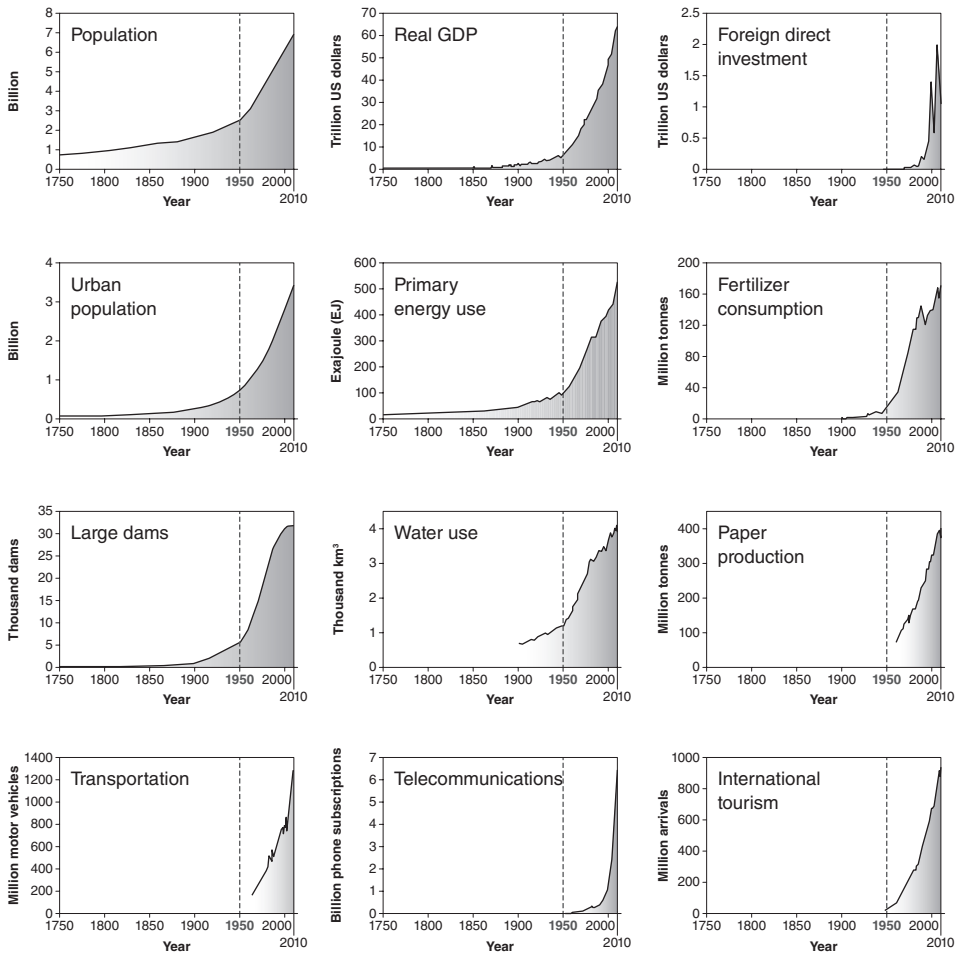 Population
Billion
8
7
6
5
4
3
2
1
0
1750 1800 1850 1900 1950 2000
2010
Year
Real GDP
Trillion US dollars
70
60
50
40
30
20
10
0
1750 1800 1850 1900 1950 2000
2010
Year
Foreign direct
investment
Trillion US dollars
2.5
2
1.5
1
0.5
0
1750 1800 1850 1900 1950 2000
2010
Year
Urban
population
Billion
4
3
2
1
0
1750 1800 1850 1900 1950 2000
2010
Year
Primary
energy use
Exajoule (EJ)
600
500
400
300
200
100
0
1750 1800 1850 1900 1950 2000
2010
Year
Fertilizer
consumption
Million tonnes
200
160
120
80
40
0
1750 1800 1850 1900 1950 2000
2010
Year
Large dams
Thousand dams
35
30
25
20
15
10
5
0
1750 1800 1850 1900 1950 2000
2010
Year
Water use
Thousand km³
4
3
2
1
0
1750 1800 1850 1900 1950 2000
2010
Year
Paper
production
Million tonnes
400
300
200
100
0
1750 1800 1850 1900 1950 2000
2010
Year
Transportation
Million motor vehicles
1400
1200
1000
800
600
400
200
0
1750 1800 1850 1900 1950 2000
2010
Year
Telecommunications
Billion phone subscriptions
7
6
5
4
3
2
1
0
1750 1800 1850 1900 1950 2000
2010
Year
International
tourism
Million arrivals
1000
800
600
400
200
0
1750 1800 1850 1900 1950 2000
2010
Year